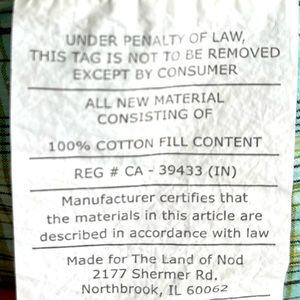 UNDER PENALTY OF LAW,
THIS TAG IS NOT TO BE REMOVED
EXCEPT BY CONSUMER
ALL NEW MATERIAL
CONSISTING OF
100% COTTON FILL CONTENT
REG # CA - 39433 (IN)
Manufacturer certifies that
the materials in this article are
described in accordance with law
Made for The Land of Nod
2177 Shermer Rd.
Northbrook, IL 60062